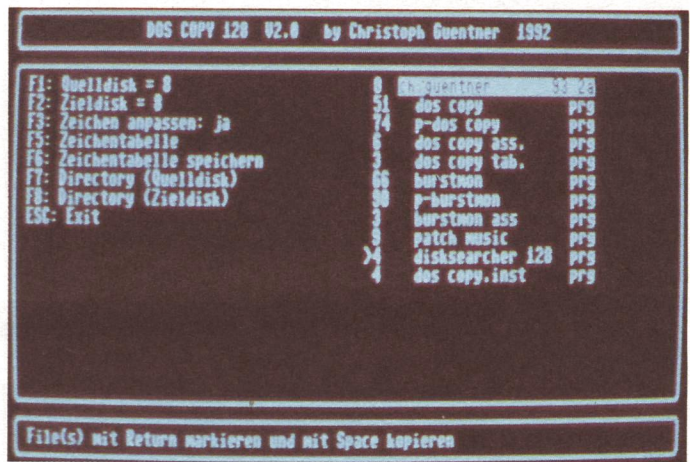 DOS COPY 128  V2.0  by Christoph Guentner  1992
F1: Quelldisk = 8
F2: Zieldisk = 8
F3: Zeichen anpassen: ja
F5: Zeichentabelle
F6: Zeichentabelle speichern
F7: Directory (Quelldisk)
F8: Directory (Zieldisk)
ESC: Exit
0 ch.guentner 93 2a
51 dos copy prg
74 p-dos copy prg
6 dos copy ass. prg
3 dos copy tab. prg
66 burstmon prg
90 p-burstmon prg
3 burstmon ass prg
9 patch music prg
>4 disksearcher 128 prg
4 dos copy.inst prg
File(s) mit Return markieren und mit Space kopieren